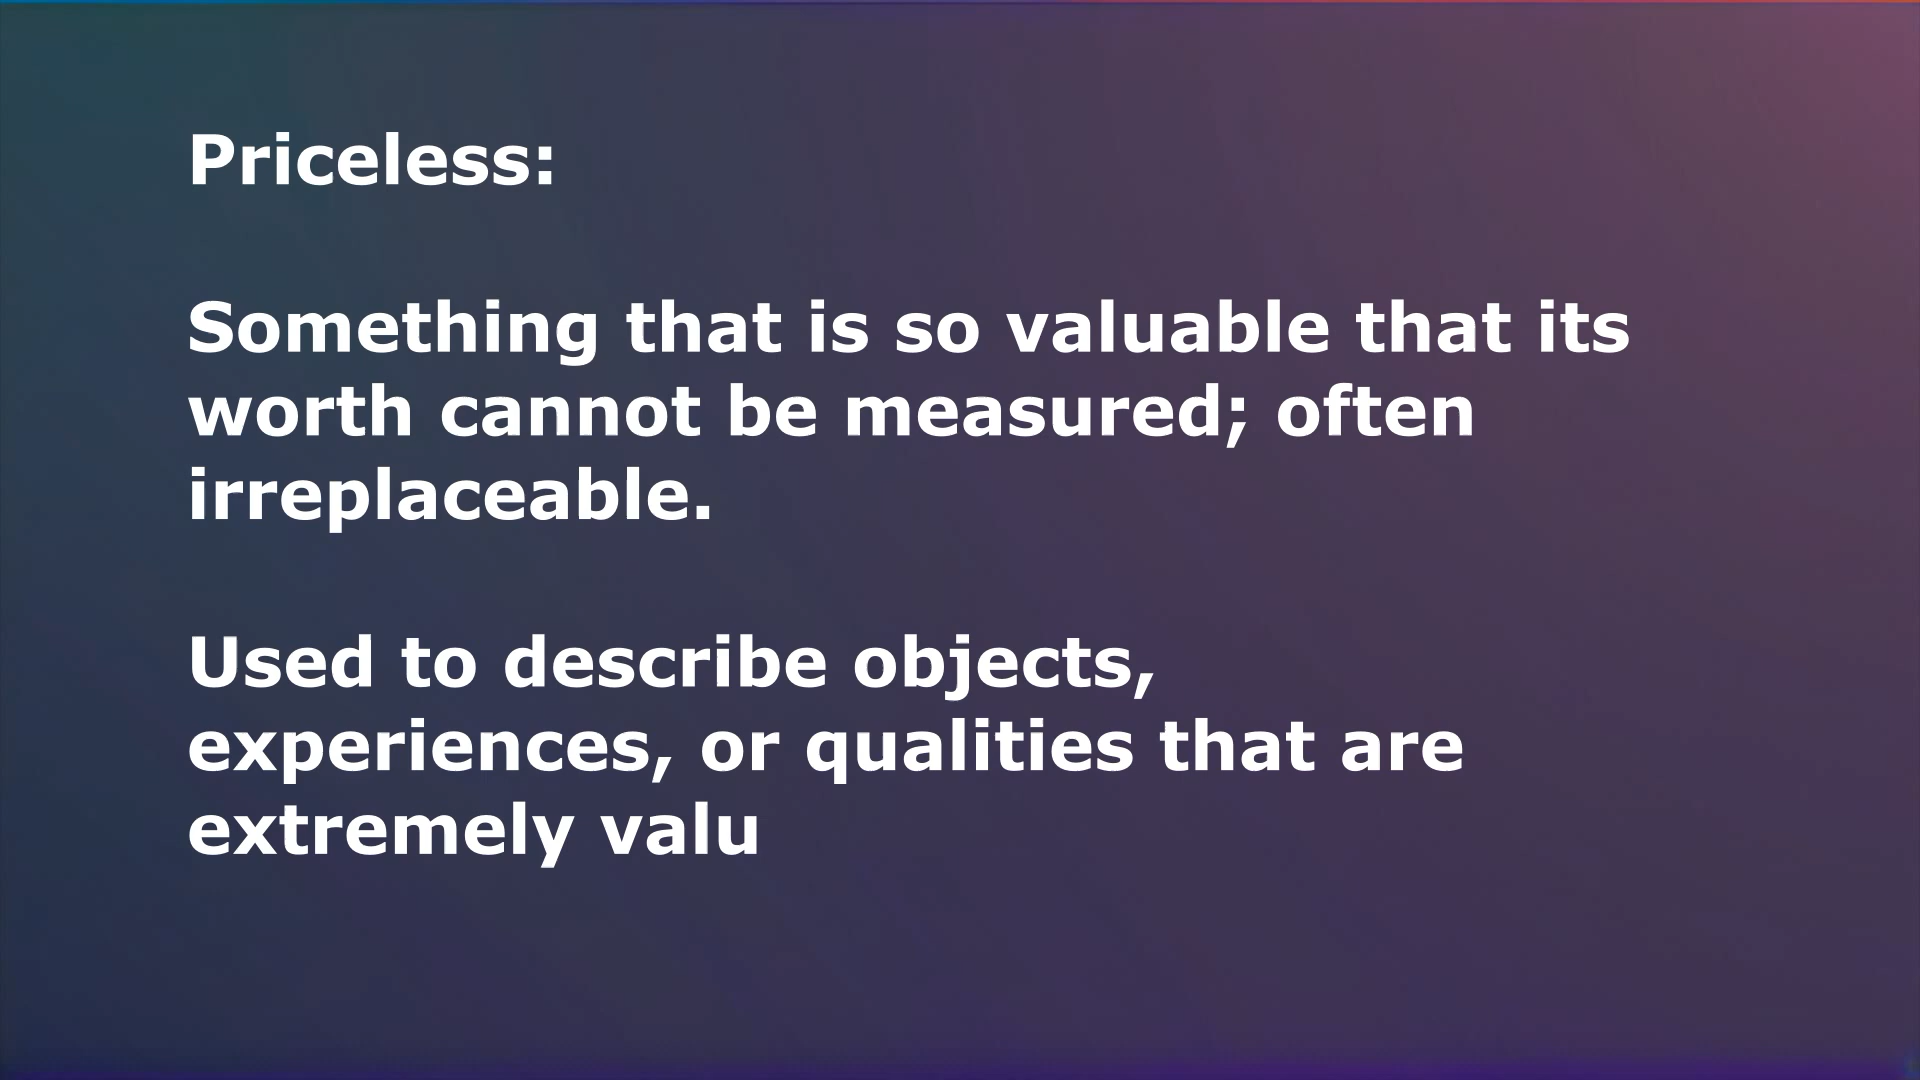 Priceless:
Something that is so valuable that its
worth cannot be measured; often
irreplaceable.
Used to describe objects,
experiences, or qualities that are
extremely valu